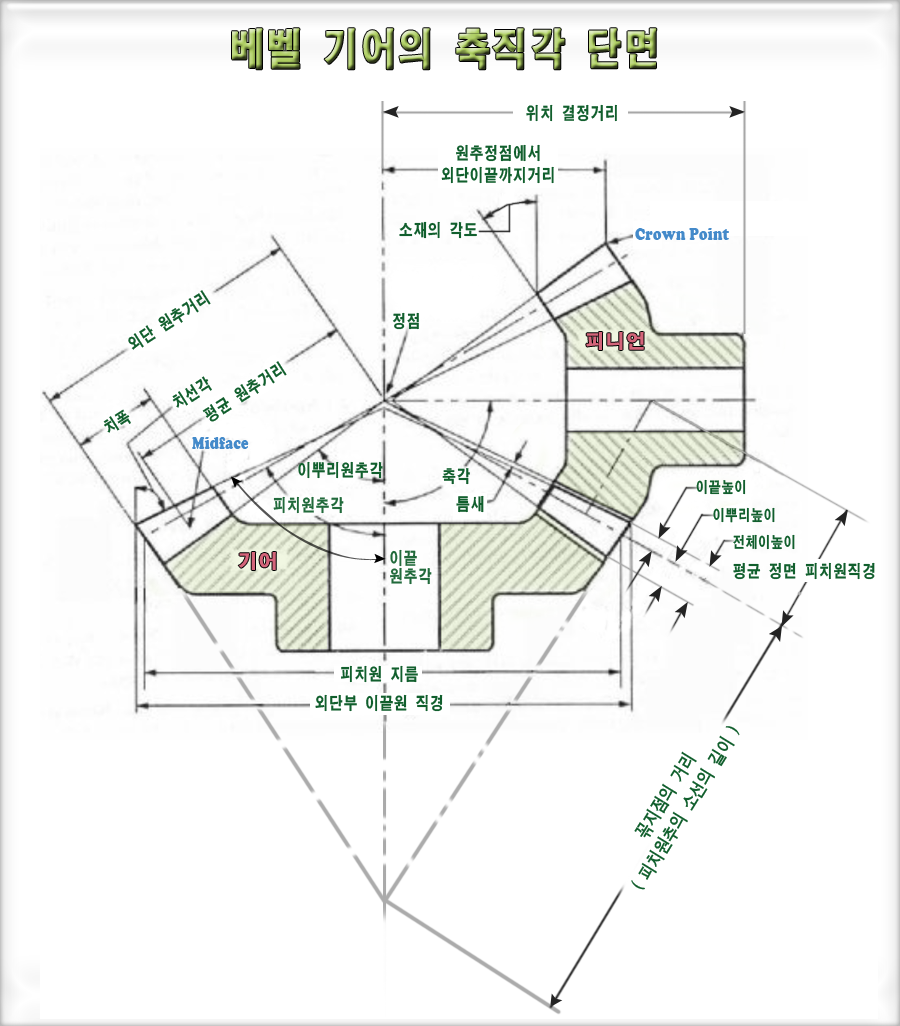 베벨 기어의 축직각 단면
위치 결정거리
원추정점에서
외단이끝까지거리
소재의 각도
Crown Point
외단 원추거리
정점
피니언
치선각
평균 원추거리
치폭
Midface
이뿌리원추각
축각
피치원추각
틈새
이끝높이
이뿌리높이
전체이높이
평균 정면 피치원직경
기어
이끝
원추각
피치원 지름
외단부 이끝원 직경
꼭지점의 거리
( 피치원추의 소선의 길이 )